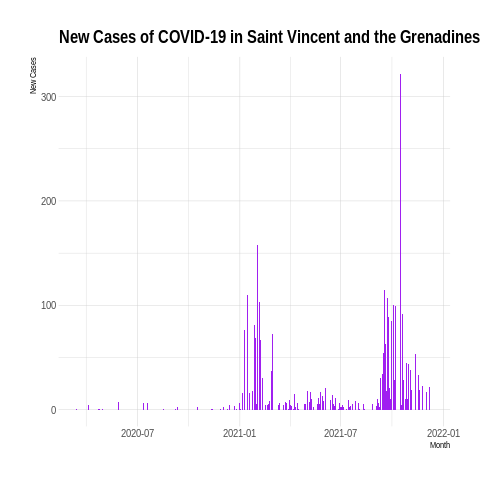 New Cases of COVID-19 in Saint Vincent and the Grenadines
New Cases
300
200
100
0
2020-07
2021-01
2021-07
2022-01
Month